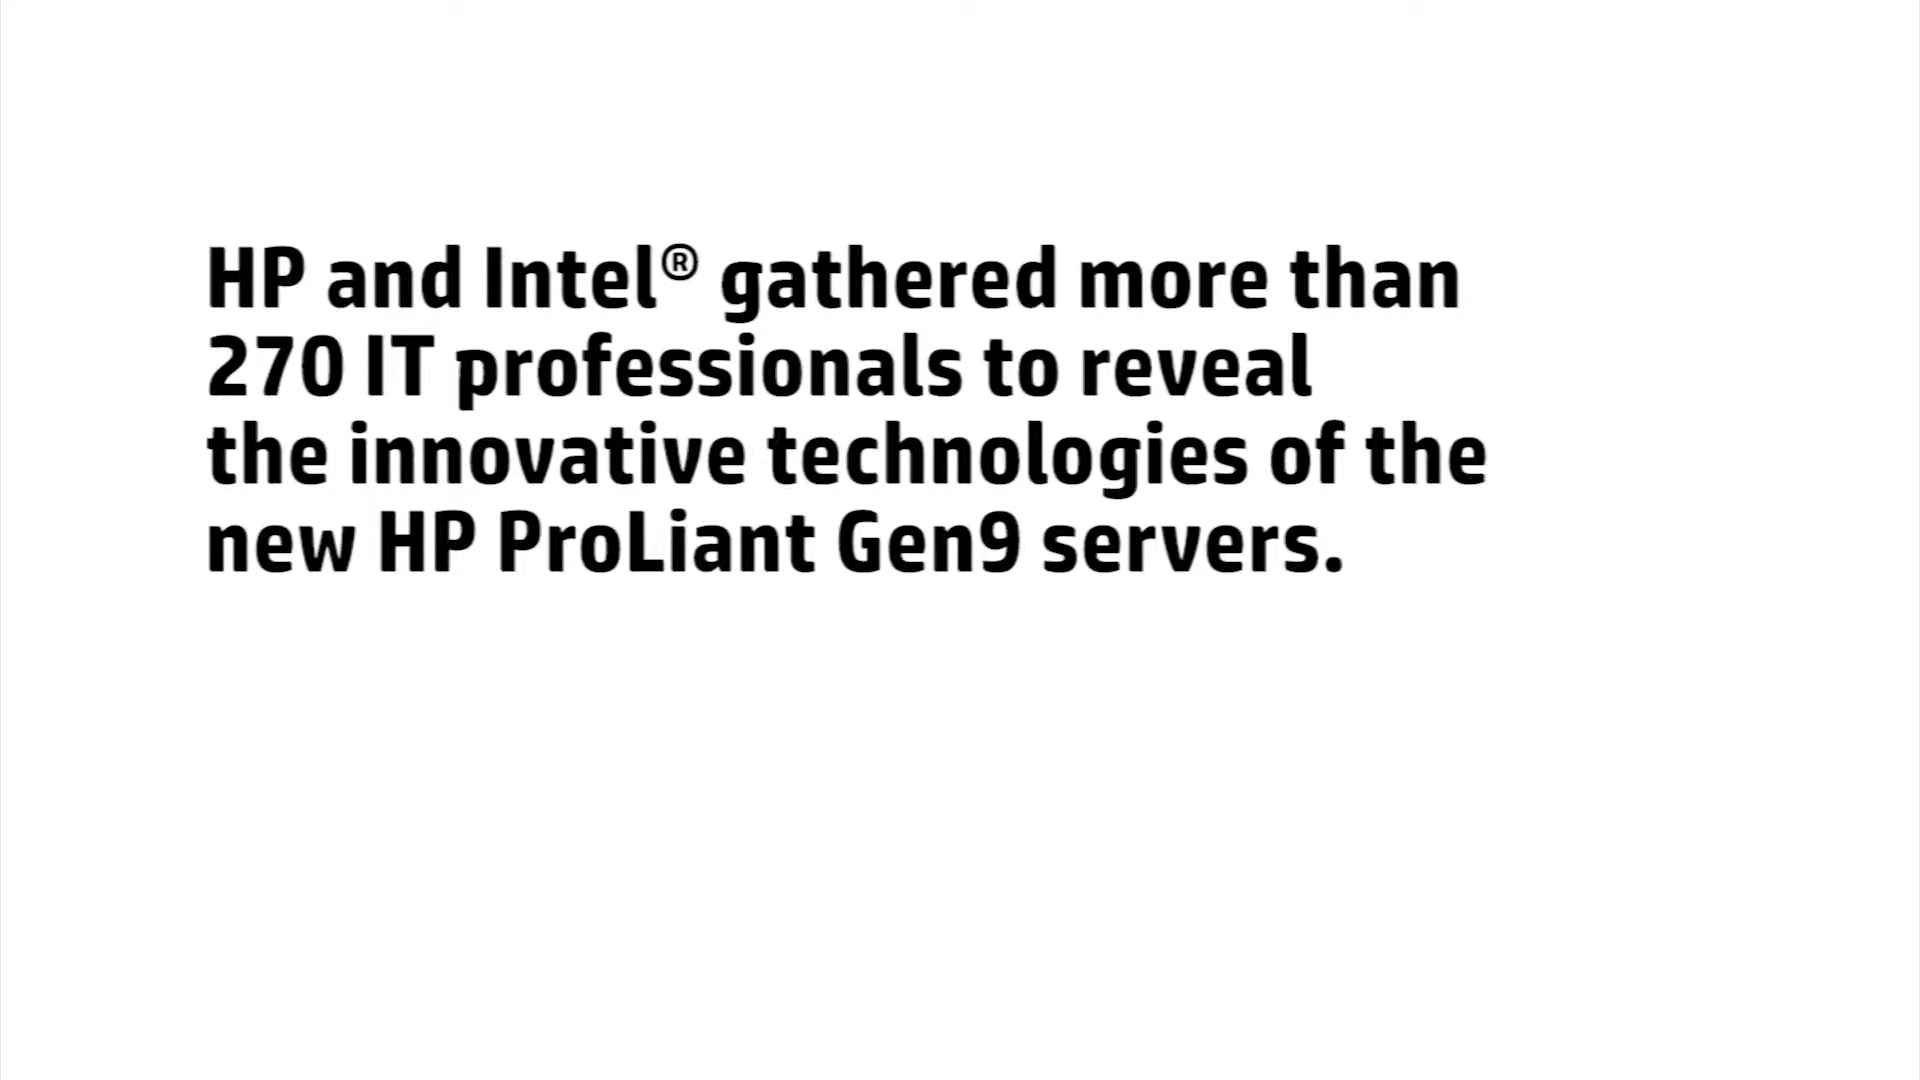 HP and Intel® gathered more than
270 IT professionals to reveal
the innovative technologies of the
new HP ProLiant Gen9 servers.